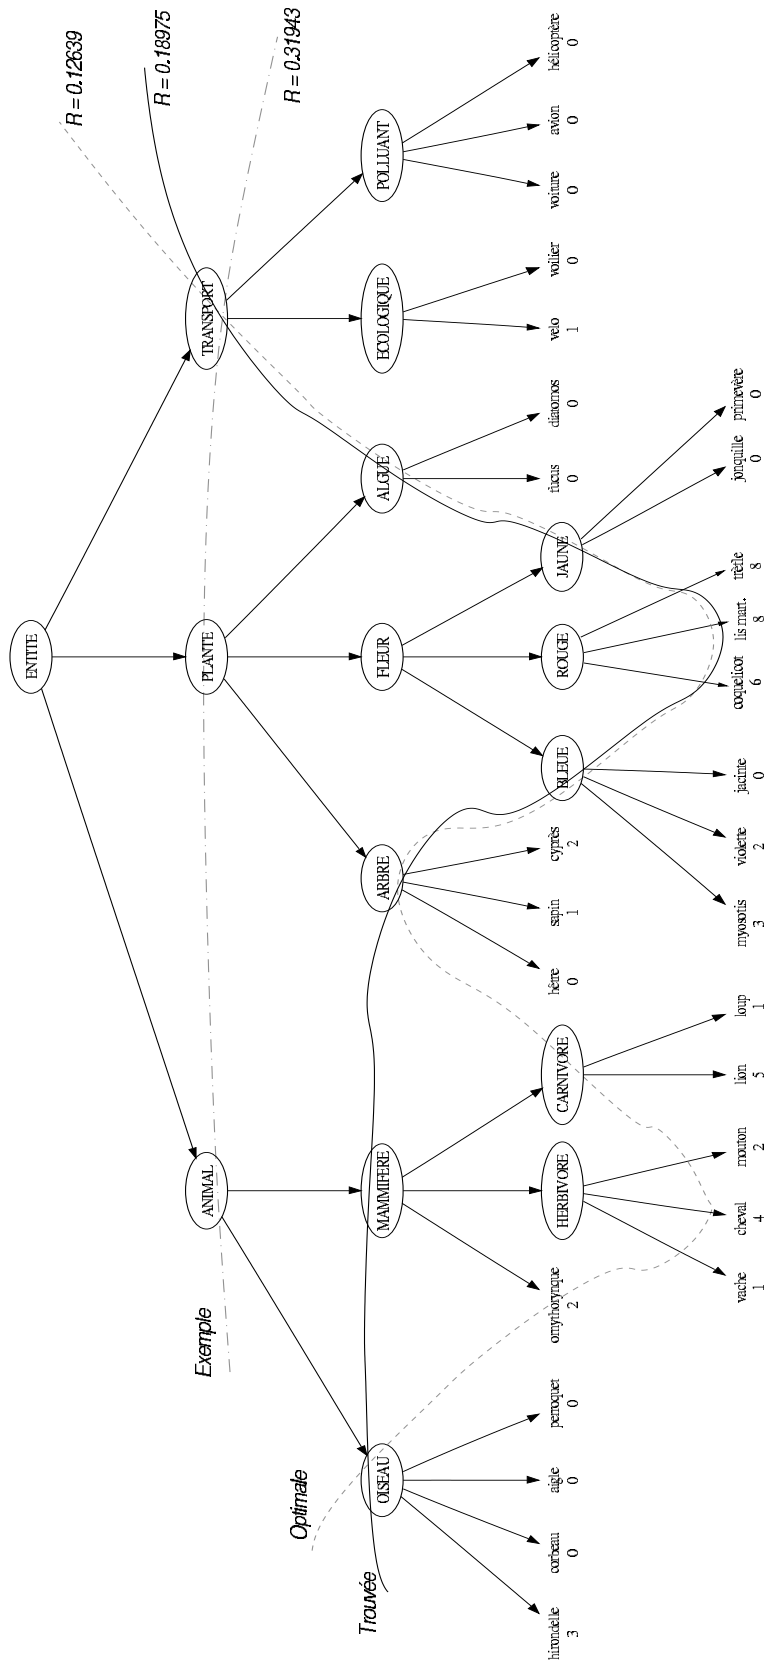 ENTITE
ANIMAL
PLANTE
TRANSPORT
OISEAU
MAMMIFERE
ARBRE
FLEUR
ALGUE
ECOLOGIQUE
POLLUANT
hirondelle
3
corbeau
0
aigle
0
perroquet
0
ornythorynque
2
HERBIVORE
CARNIVORE
hêtre
0
sapin
1
cyprès
2
BLEUE
ROUGE
JAUNE
fucus
0
diatomos
0
velo
1
voilier
0
voiture
0
avion
0
hélicoptère
0
vache
1
cheval
4
mouton
2
lion
5
loup
1
myosotis
3
violette
2
jacinte
0
coquelicot
6
lis mart.
8
trèfle
8
jonquille
0
primevère
0
Exemple
Optimale
Trouvée
R = 0.12639
R = 0.18975
R = 0.31943